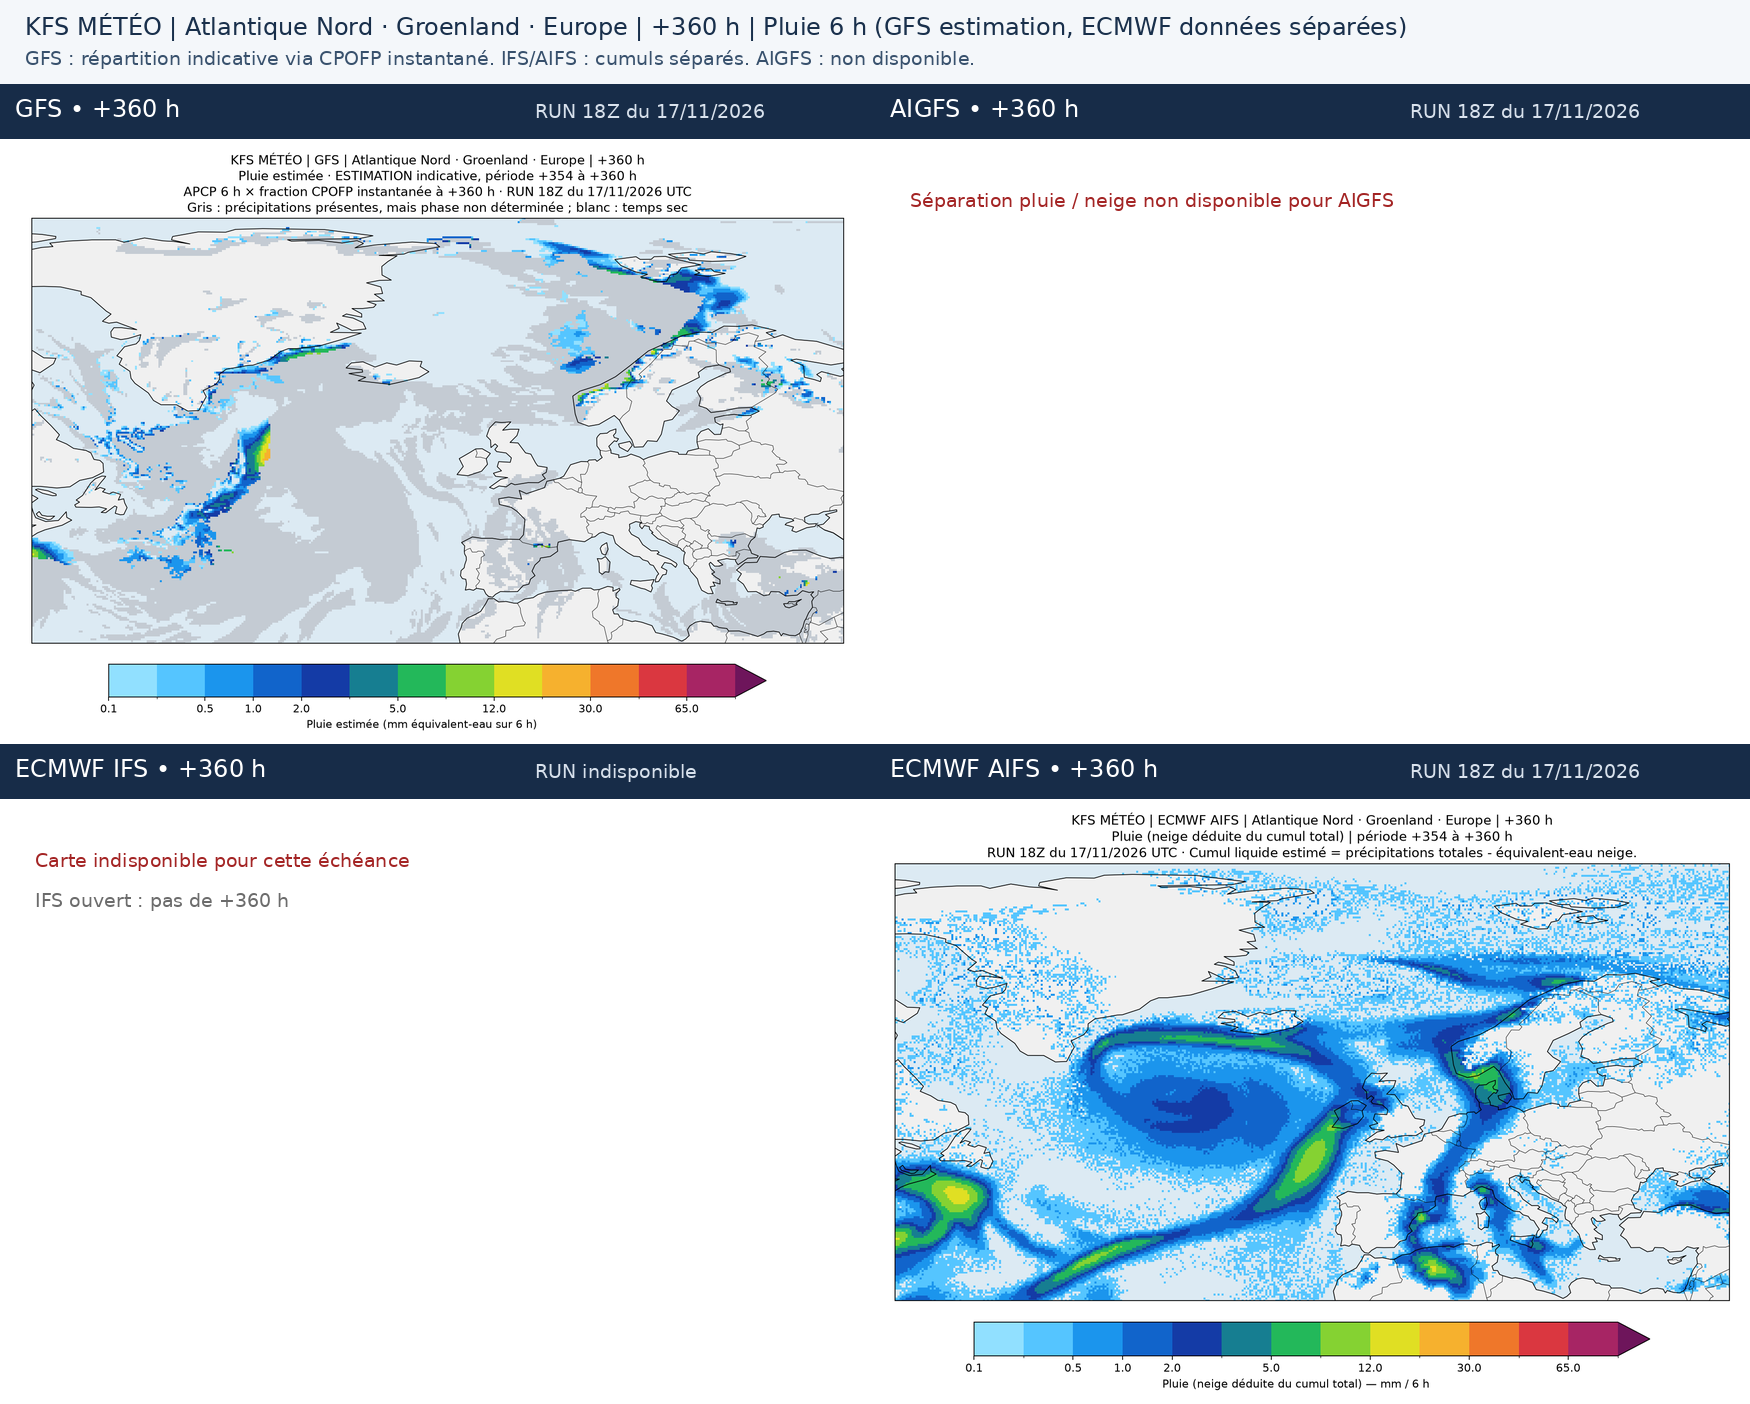 KFS MÉTÉO | Atlantique Nord · Groenland · Europe | +360 h | Pluie 6 h (GFS estimation, ECMWF données séparées)
GFS : répartition indicative via CPOFP instantané. IFS/AIFS : cumuls séparés. AIGFS : non disponible.
GFS • +360 h
RUN 18Z du 17/11/2026
KFS MÉTÉO | GFS | Atlantique Nord · Groenland · Europe | +360 h
Pluie estimée · ESTIMATION indicative, période +354 à +360 h
APCP 6 h × fraction CPOFP instantanée à +360 h · RUN 18Z du 17/11/2026 UTC
Gris : précipitations présentes, mais phase non déterminée ; blanc : temps sec
0.1 0.5 1.0 2.0 5.0 12.0 30.0 65.0
Pluie estimée (mm équivalent-eau sur 6 h)
AIGFS • +360 h
RUN 18Z du 17/11/2026
Séparation pluie / neige non disponible pour AIGFS
ECMWF IFS • +360 h
RUN indisponible
Carte indisponible pour cette échéance
IFS ouvert : pas de +360 h
ECMWF AIFS • +360 h
RUN 18Z du 17/11/2026
KFS MÉTÉO | ECMWF AIFS | Atlantique Nord · Groenland · Europe | +360 h
Pluie (neige déduite du cumul total) | période +354 à +360 h
RUN 18Z du 17/11/2026 UTC · Cumul liquide estimé = précipitations totales - équivalent-eau neige.
0.1 0.5 1.0 2.0 5.0 12.0 30.0 65.0
Pluie (neige déduite du cumul total) — mm / 6 h